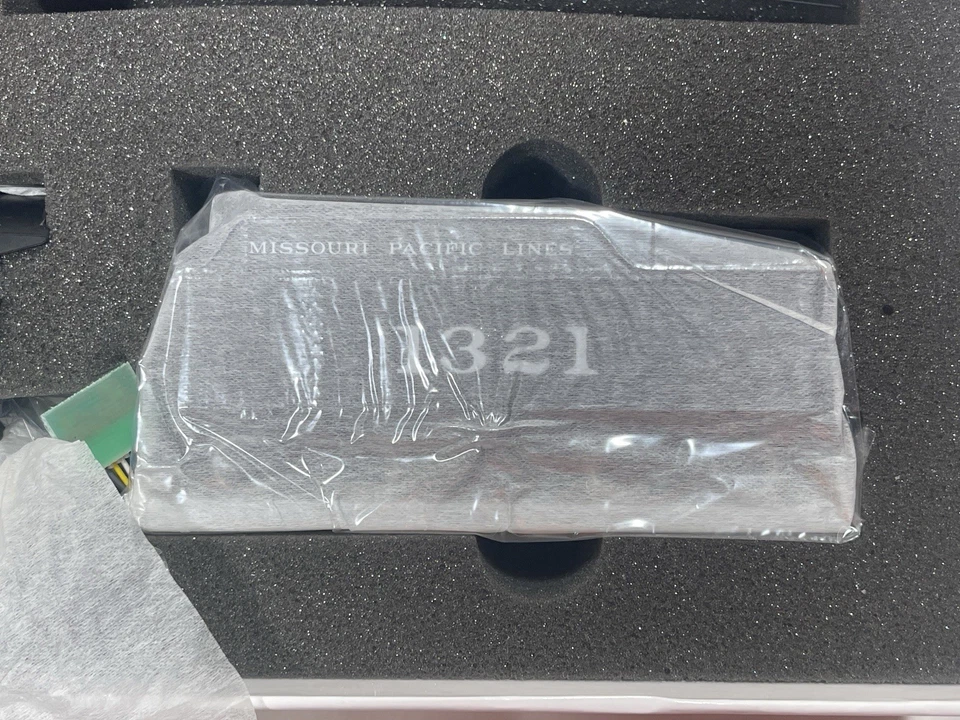 MISSOURI PACIFIC LINES
1321